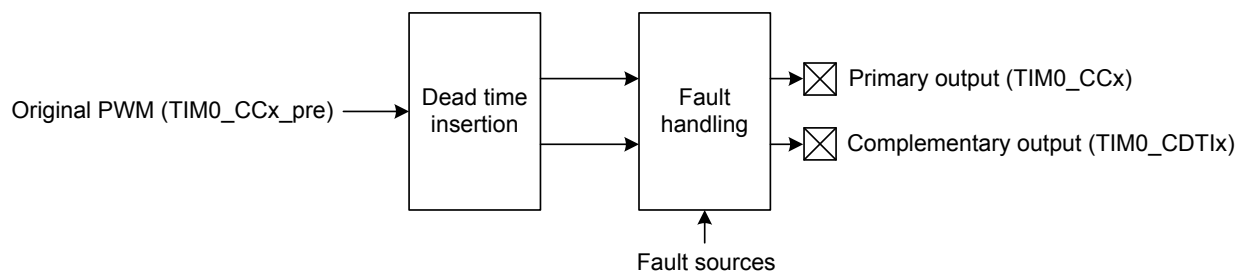 Original PWM (TIM0_CCx_pre)
Dead time
insertion
Fault
handling
Primary output (TIM0_CCx)
Complementary output (TIM0_CDTIx)
Fault sources